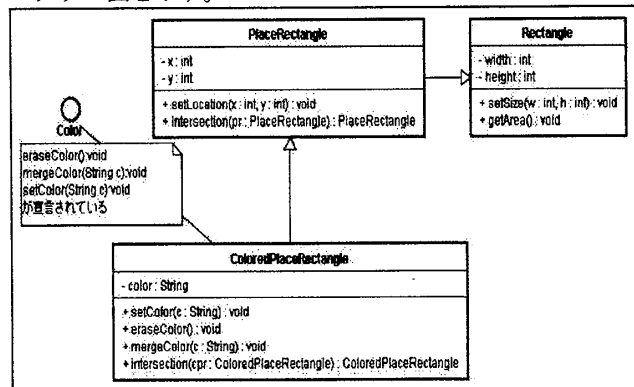 PlaceRectangle
- x : int
- y : int
+ setLocation(x : int, y : int) : void
+ intersection(pr : PlaceRectangle) : PlaceRectangle
Rectangle
- width : int
- height : int
+ setSize(w : int, h : int) : void
+ getArea() : void
Color
eraseColor():void
mergeColor(String c):void
setColor(String c):void
が宣言されている
ColoredPlaceRectangle
- color : String
+ setColor(c : String) : void
+ eraseColor() : void
+ mergeColor(c : String) : void
+ intersection(cpr : ColoredPlaceRectangle) : ColoredPlaceRectangle